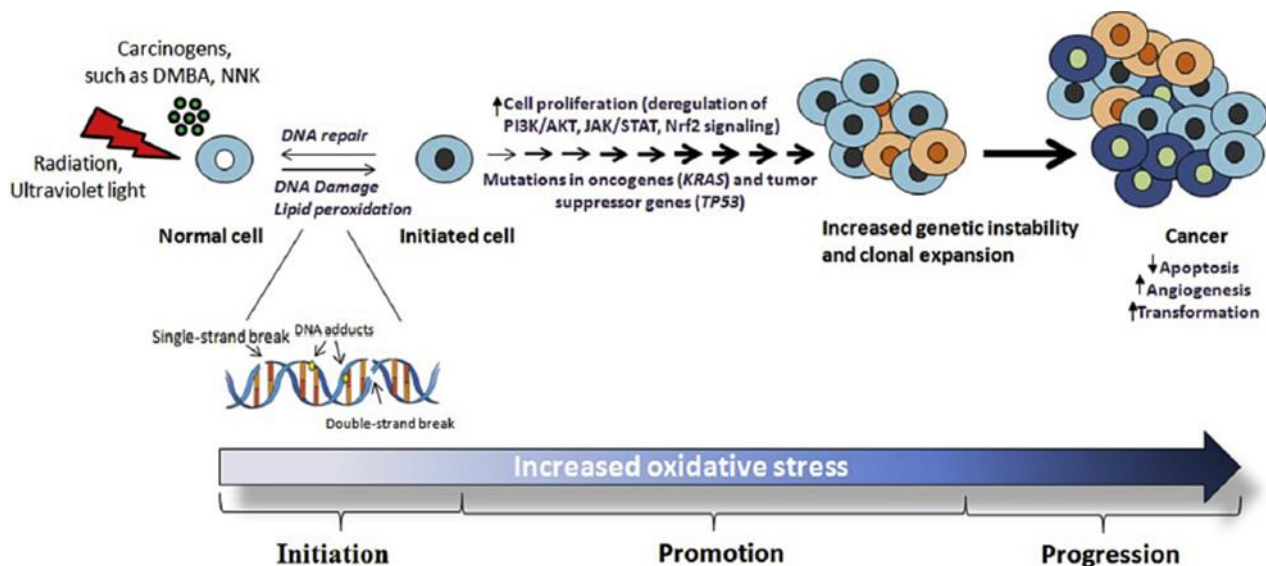 Carcinogens,
such as DMBA, NNK
Radiation,
Ultraviolet light
DNA repair
DNA Damage
Lipid peroxidation
Normal cell
Initiated cell
Cell proliferation (deregulation of
PI3K/AKT, JAK/STAT, Nrf2 signaling)
Mutations in oncogenes (KRAS) and tumor
suppressor genes (TP53)
Increased genetic instability
and clonal expansion
Cancer
Apoptosis
Angiogenesis
Transformation
Single-strand break
DNA adducts
Double-strand break
Increased oxidative stress
Initiation
Promotion
Progression